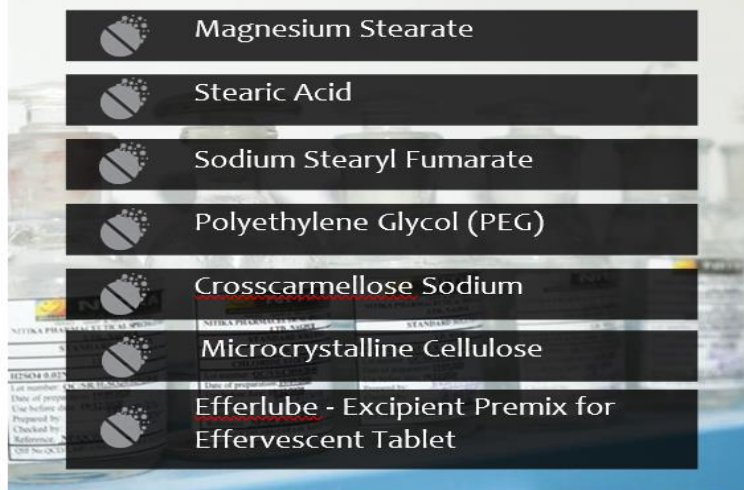 Magnesium Stearate
Stearic Acid
Sodium Stearyl Fumarate
Polyethylene Glycol (PEG)
Crosscarmellose Sodium
Microcrystalline Cellulose
Efferlube - Excipient Premix for
Effervescent Tablet